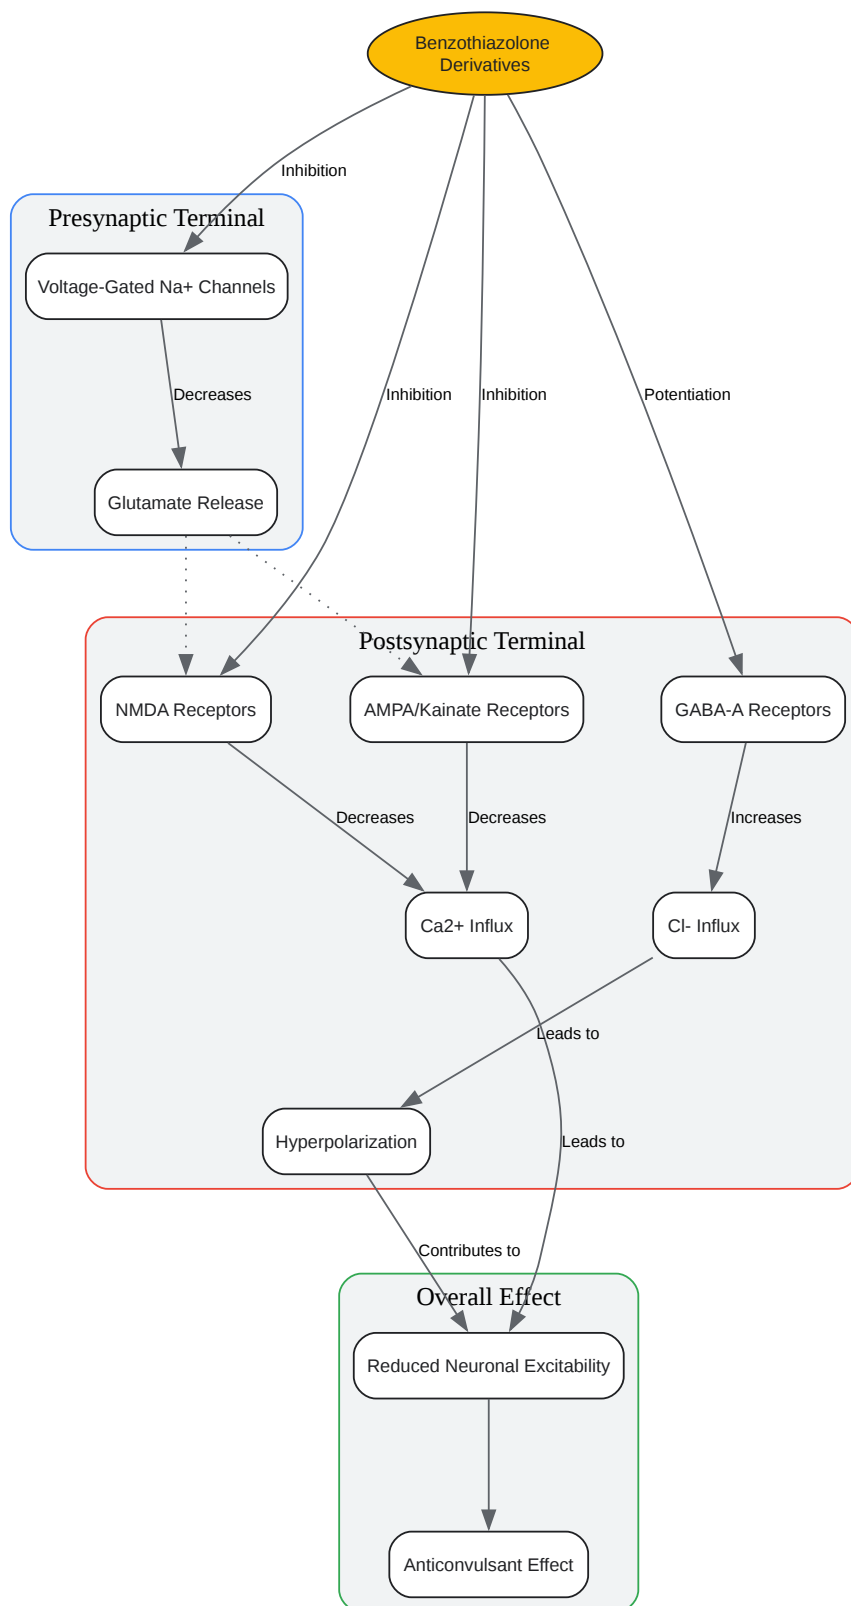 Benzothiazolone
Derivatives
Inhibition
Presynaptic Terminal
Voltage-Gated Na+ Channels
Decreases
Inhibition
Inhibition
Potentiation
Glutamate Release
Postsynaptic Terminal
NMDA Receptors
AMPA/Kainate Receptors
GABA-A Receptors
Decreases
Decreases
Increases
Ca2+ Influx
Cl- Influx
Leads to
Hyperpolarization
Leads to
Contributes to
Overall Effect
Reduced Neuronal Excitability
Anticonvulsant Effect